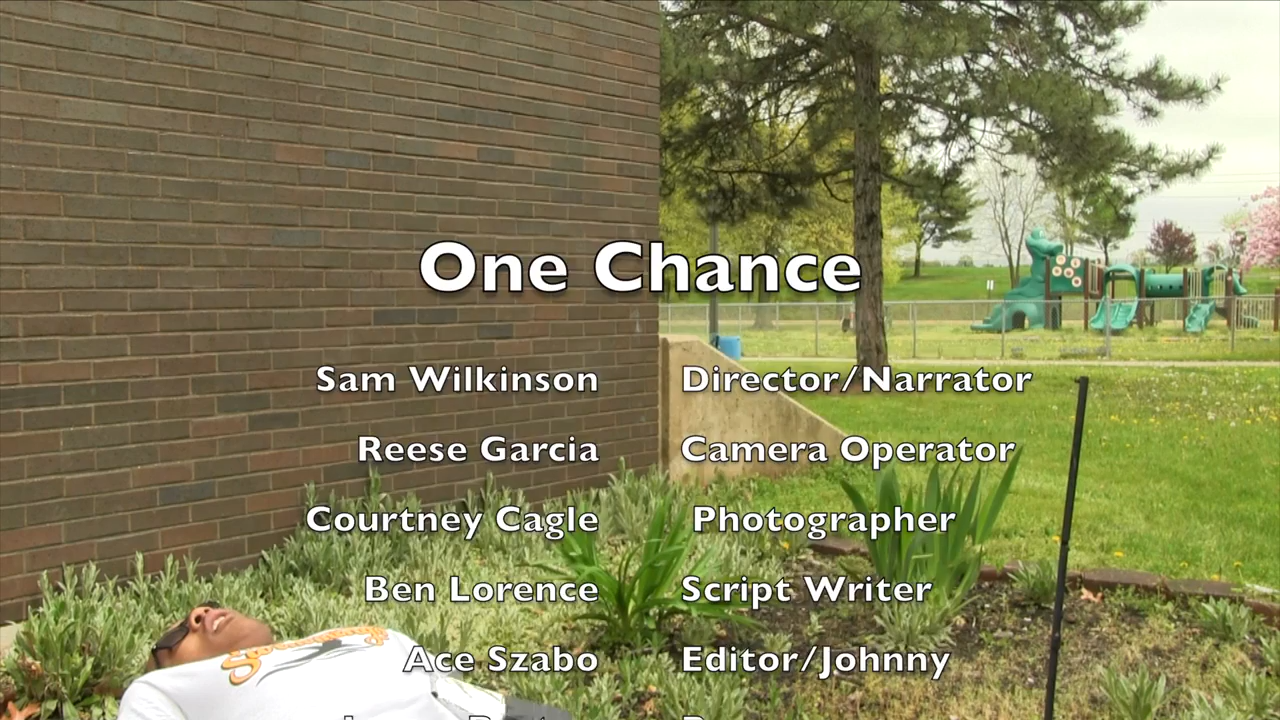 One Chance
Sam Wilkinson Director/Narrator
Reese Garcia Camera Operator
Courtney Cagle Photographer
Ben Lorence Script Writer
Ace Szabo Editor/Johnny